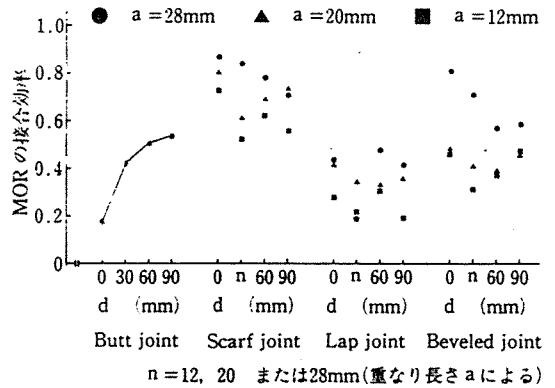 ● a=28mm ▲ a=20mm ■ a=12mm
MORの接合効率
1.0
0.8
0.6
0.4
0.2
0
0 30 60 90 0 n 60 90 0 n 60 90 0 n 60 90
d (mm) d (mm) d (mm) d (mm)
Butt joint Scarf joint Lap joint Beveled joint
n=12, 20 または28mm(重なり長さaによる)